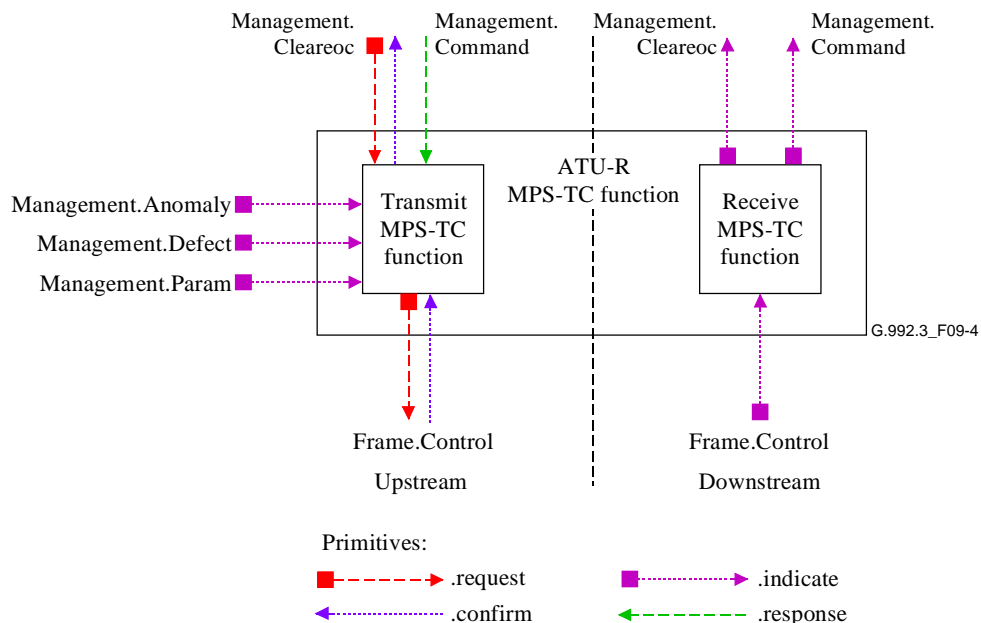 Management.
Cleareoc
Management.
Command
Management.
Cleareoc
Management.
Command
ATU-R
MPS-TC function
Transmit
MPS-TC
function
Receive
MPS-TC
function
Management.Anomaly
Management.Defect
Management.Param
G.992.3_F09-4
Frame.Control
Upstream
Frame.Control
Downstream
Primitives:
.request
.indicate
.confirm
.response